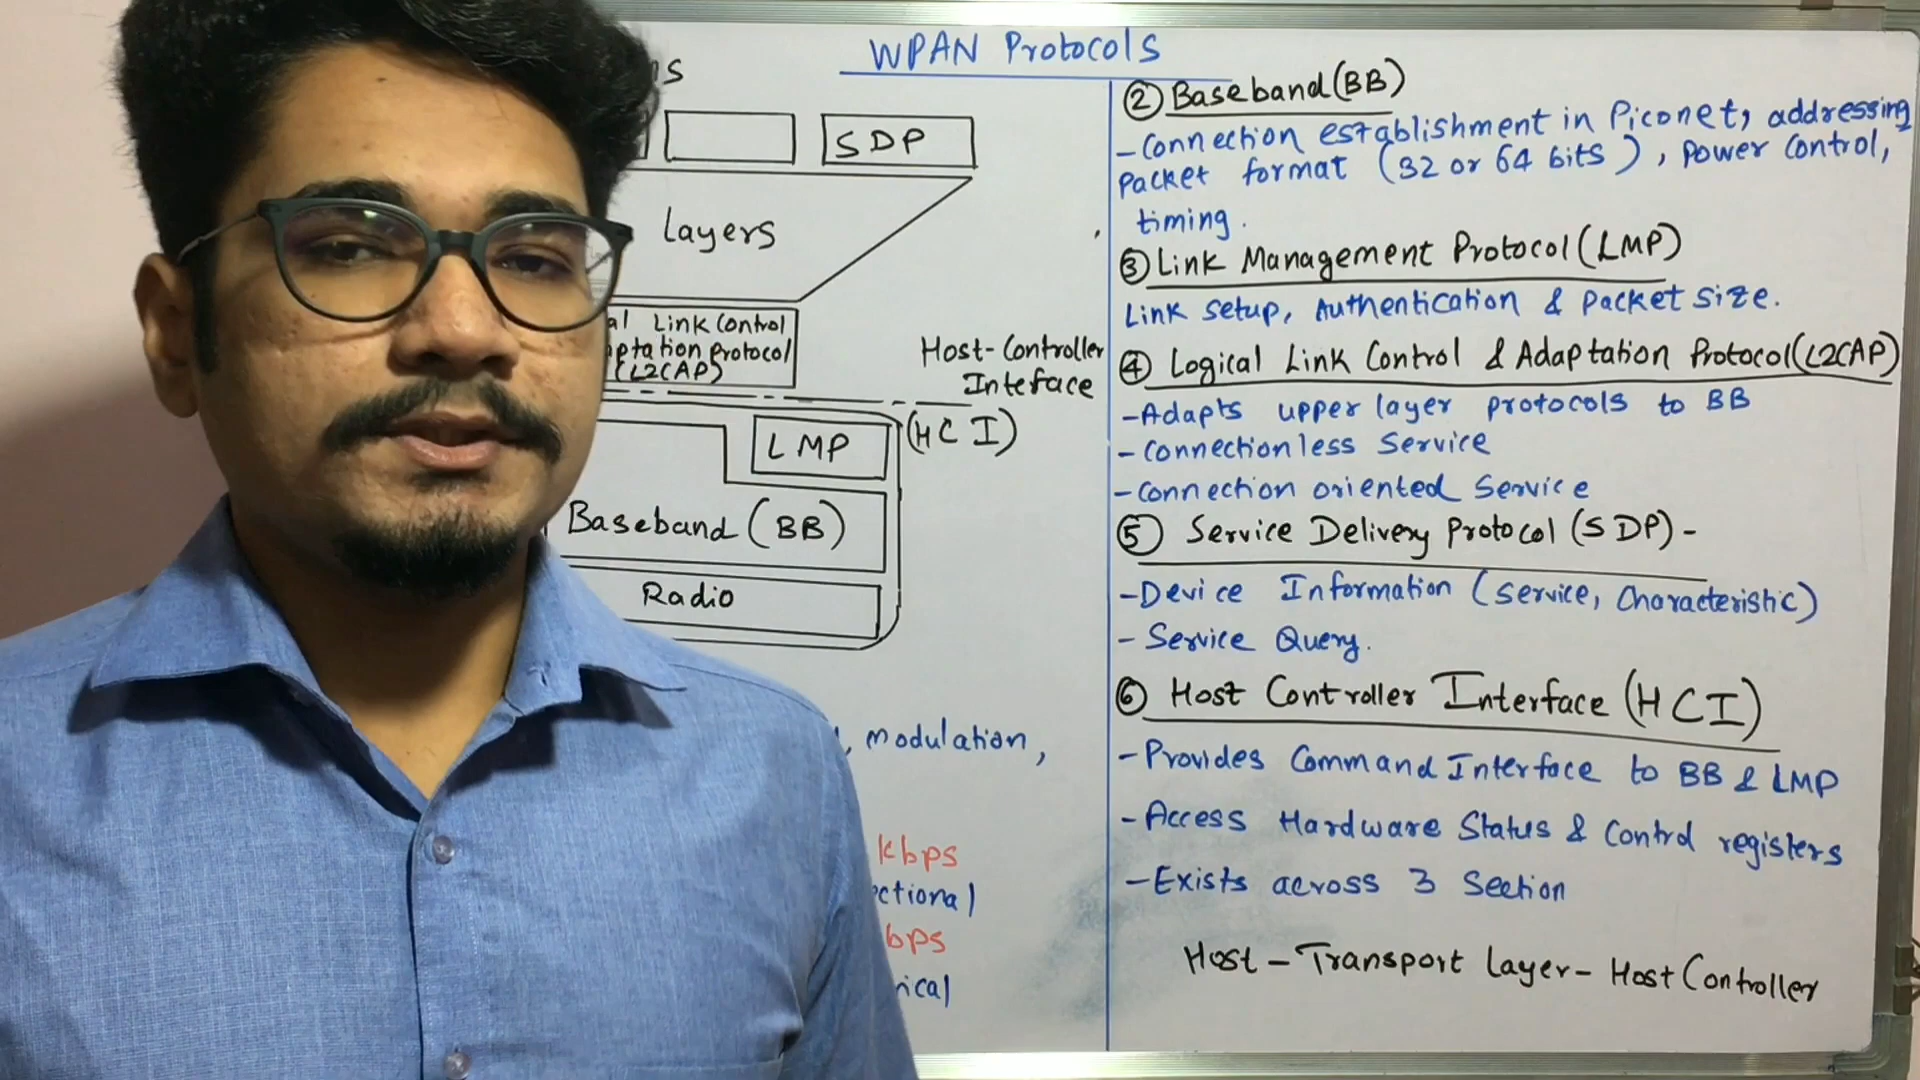 WPAN Protocols
SDP
layers
Link Control
Protocol
(L2CAP)
Host-Controller
Inteface
(HCI)
LMP
Baseband (BB)
Radio
, modulation,
kbps
bps
② Baseband (BB)
- Connection establishment in Piconet, addressing
Packet format (32 or 64 bits), Power Control,
timing.
③ Link Management Protocol (LMP)
Link setup, Authentication & Packet size.
④ Logical Link Control & Adaptation Protocol (L2CAP)
- Adapts upper layer protocols to BB
- Connectionless Service
- Connection oriented Service
⑤ Service Delivery Protocol (SDP) -
- Device Information (Service, Characteristic)
- Service Query.
⑥ Host Controller Interface (HCI)
- Provides Command Interface to BB & LMP
- Access Hardware Status & Control registers
- Exists across 3 Section
Host - Transport Layer - Host Controller